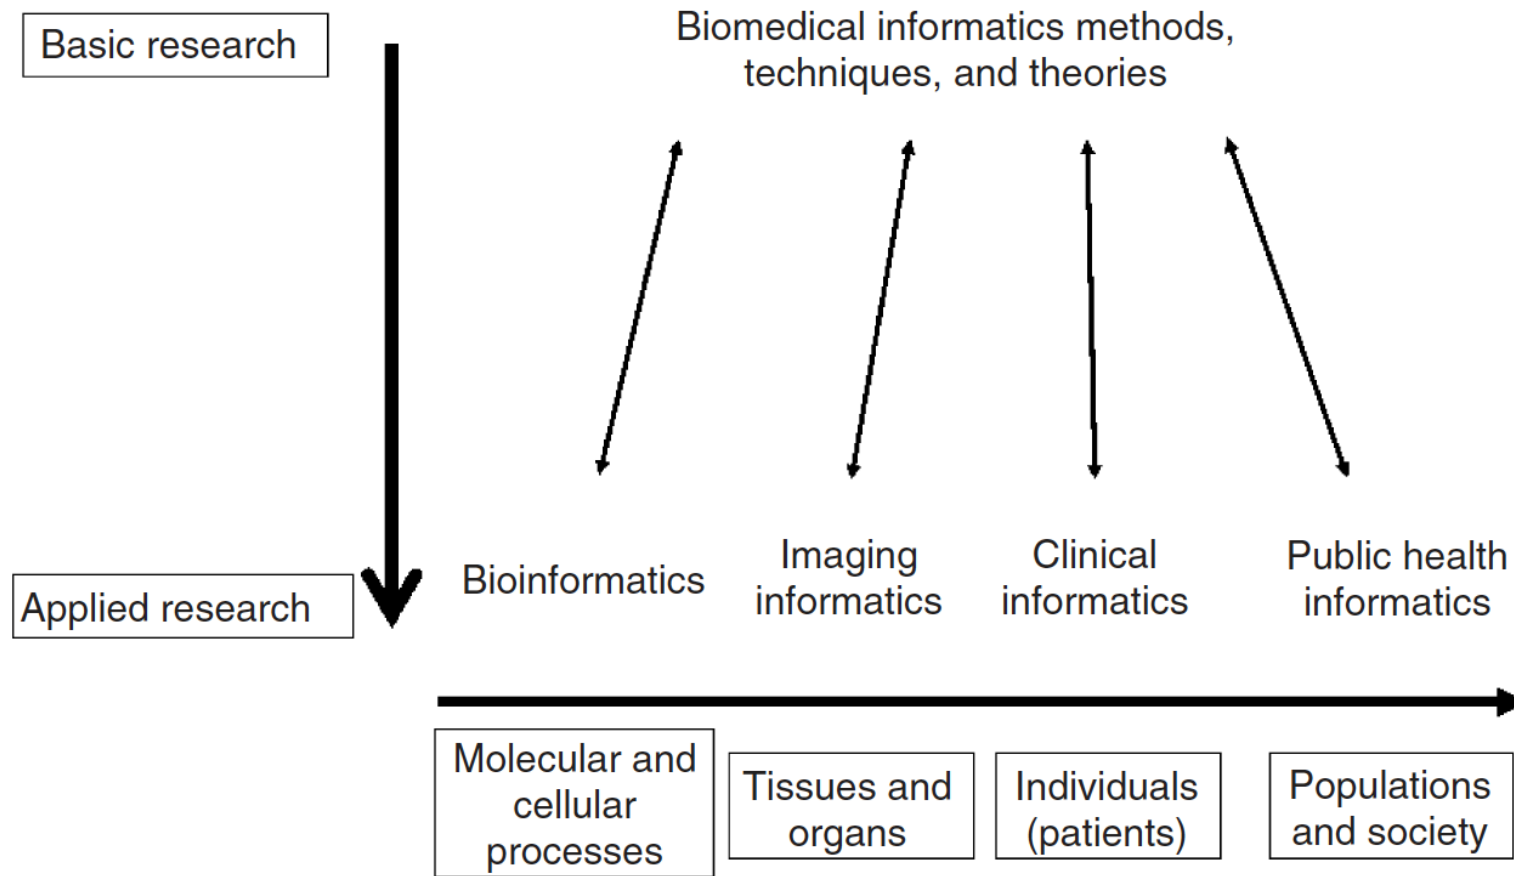 Basic research
Biomedical informatics methods,
techniques, and theories
Bioinformatics
Imaging
informatics
Clinical
informatics
Public health
informatics
Applied research
Molecular and
cellular
processes
Tissues and
organs
Individuals
(patients)
Populations
and society